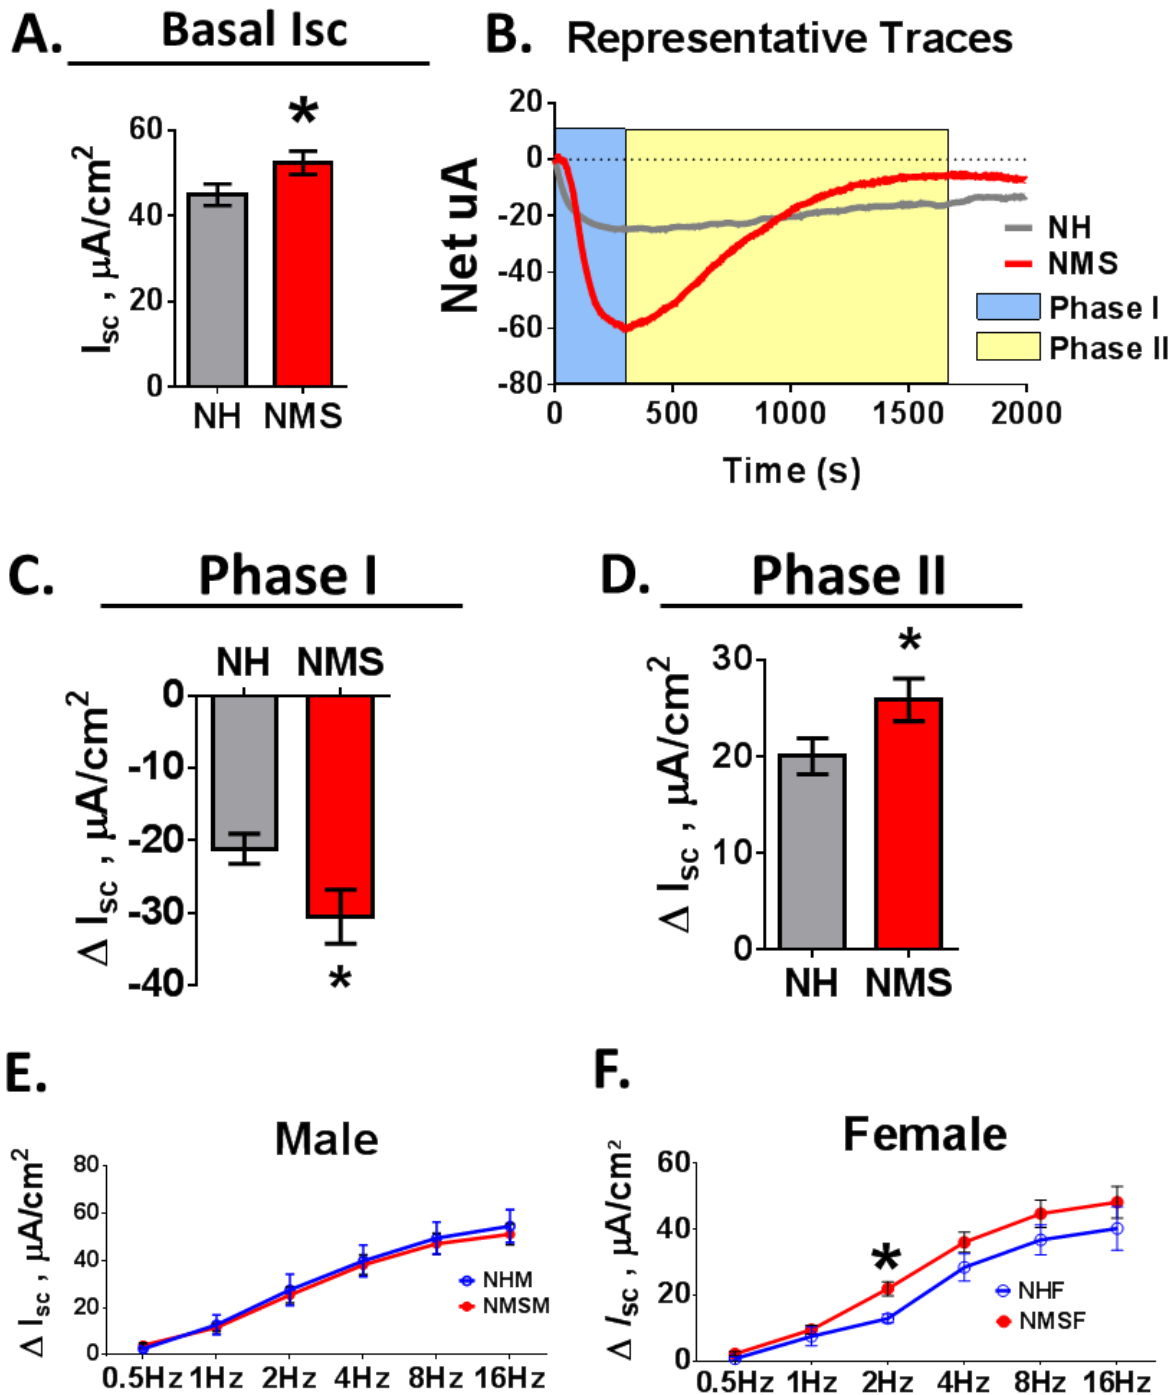 A. Basal Isc
60
40
20
0
Isc , µA/cm²
*
NH NMS
B. Representative Traces
20
0
-20
-40
-60
-80
Net uA
0 500 1000 1500 2000
Time (s)
NH
NMS
Phase I
Phase II
C. Phase I
NH NMS
0
-10
-20
-30
-40
Δ Isc , µA/cm²
*
D. Phase II
30
20
10
0
Δ Isc , µA/cm²
*
NH NMS
E.
Male
80
60
40
20
0
Δ Isc , µA/cm²
NHM
NMSM
0.5Hz 1Hz 2Hz 4Hz 8Hz 16Hz
F.
Female
60
40
20
0
Δ Isc , µA/cm²
*
NHF
NMSF
0.5Hz 1Hz 2Hz 4Hz 8Hz 16Hz